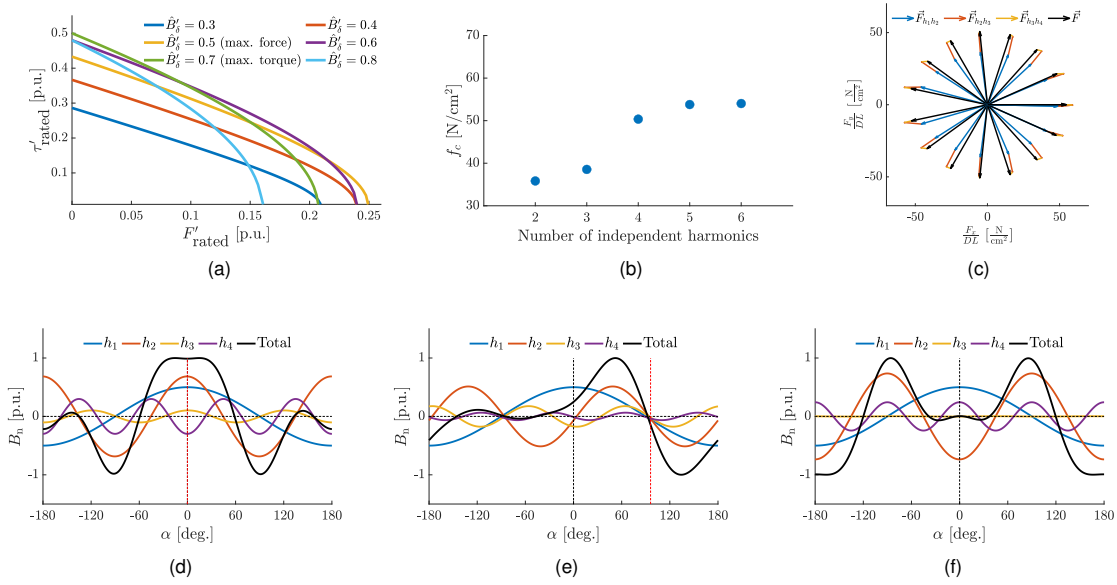 B̂′δ = 0.3
B̂′δ = 0.4
B̂′δ = 0.5 (max. force)
B̂′δ = 0.6
B̂′δ = 0.7 (max. torque)
B̂′δ = 0.8
0.5
0.4
0.3
0.2
0.1
τ′rated [p.u.]
0 0.05 0.1 0.15 0.2 0.25
F′rated [p.u.]
(a)
70
60
50
40
30
fc [N/cm²]
2 3 4 5 6
Number of independent harmonics
(b)
F⃗h1h2 F⃗h2h3 F⃗h3h4 F⃗
50
0
-50
Fy/DL [N/cm²]
-50 0 50
Fx/DL [N/cm²]
(c)
h1 h2 h3 h4 Total
1
0
-1
Bn [p.u.]
-180 -120 -60 0 60 120 180
α [deg.]
(d)
h1 h2 h3 h4 Total
1
0
-1
Bn [p.u.]
-180 -120 -60 0 60 120 180
α [deg.]
(e)
h1 h2 h3 h4 Total
1
0
-1
Bn [p.u.]
-180 -120 -60 0 60 120 180
α [deg.]
(f)